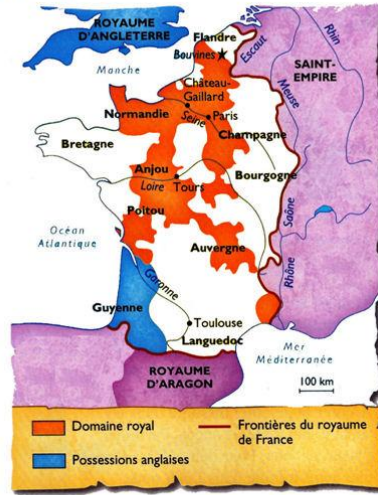 ROYAUME
D'ANGLETERRE
Flandre
Bouvines
Escaut
Rhin
Manche
Meuse
SAINT-
EMPIRE
Château-
Gaillard
Normandie
Seine
Paris
Champagne
Bretagne
Anjou
Loire
Tours
Bourgogne
Saône
Poitou
Océan
Atlantique
Auvergne
Rhône
Garonne
Guyenne
Toulouse
Languedoc
Mer
Méditerranée
ROYAUME
D'ARAGON
100 km
Domaine royal
Frontières du royaume
de France
Possessions anglaises